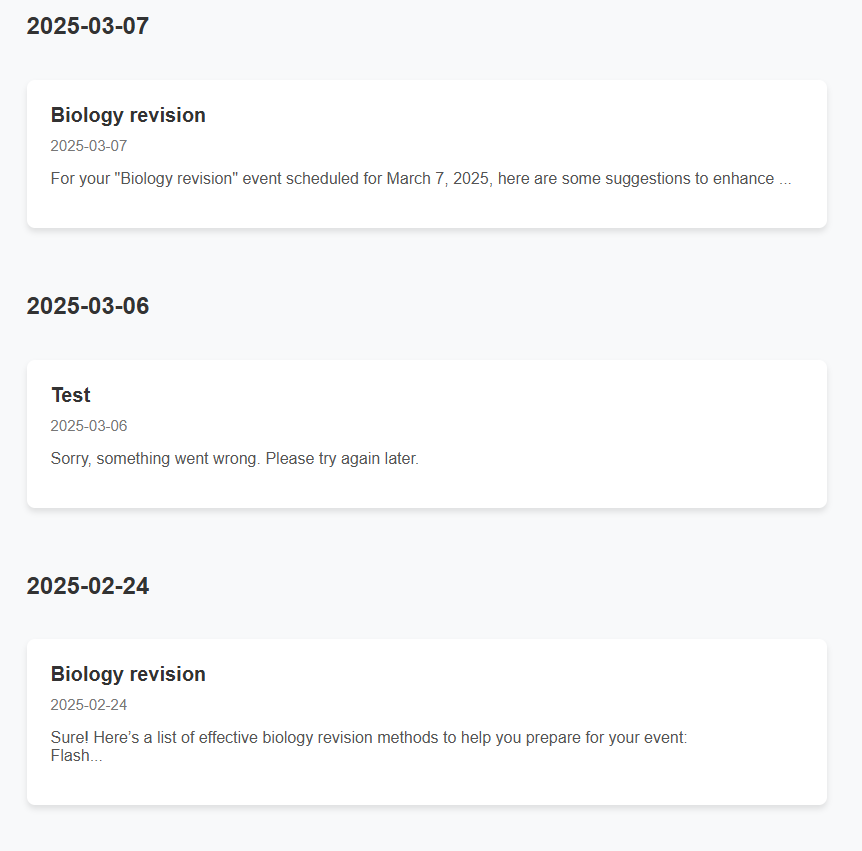 2025-03-07
Biology revision
2025-03-07
For your "Biology revision" event scheduled for March 7, 2025, here are some suggestions to enhance ...
2025-03-06
Test
2025-03-06
Sorry, something went wrong. Please try again later.
2025-02-24
Biology revision
2025-02-24
Sure! Here’s a list of effective biology revision methods to help you prepare for your event:
Flash...